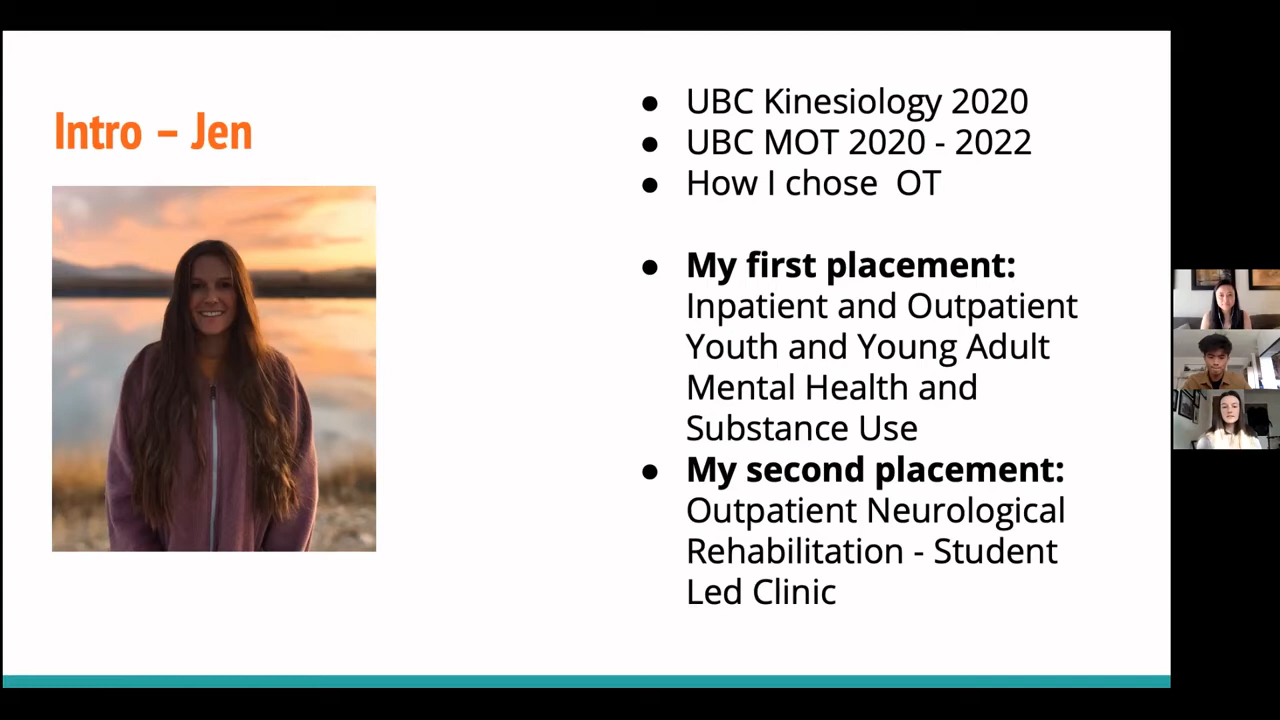 Intro – Jen
● UBC Kinesiology 2020
● UBC MOT 2020 - 2022
● How I chose  OT
● My first placement:
Inpatient and Outpatient
Youth and Young Adult
Mental Health and
Substance Use
● My second placement:
Outpatient Neurological
Rehabilitation - Student
Led Clinic